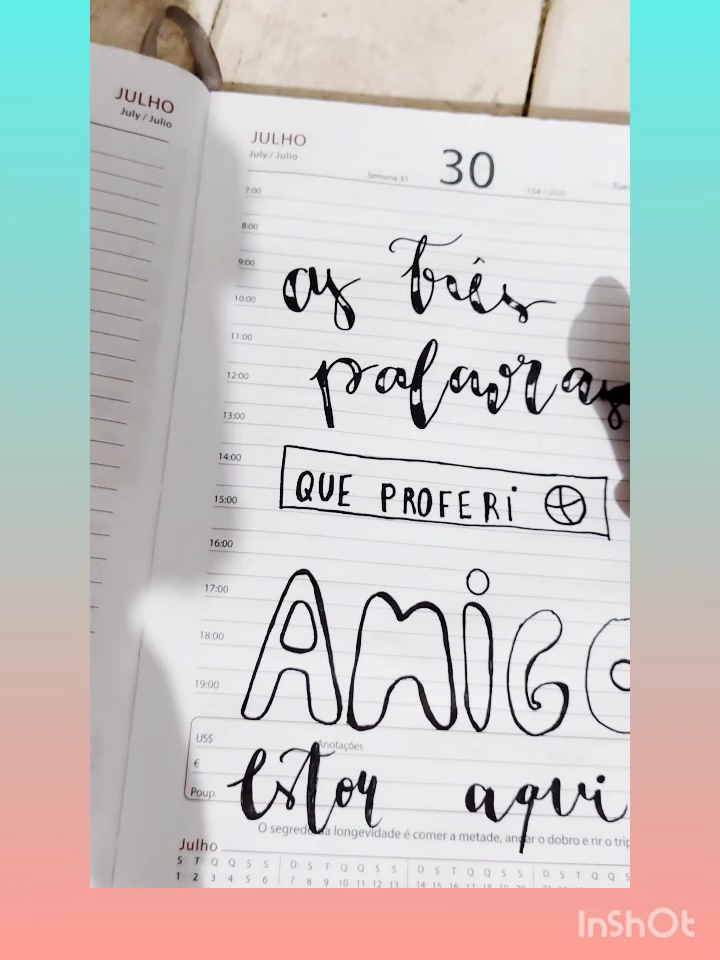 JULHO
July / Julio
JULHO
July / Julio
30
Semana 31
7:00
8:00
9:00
10:00
as três
11:00
12:00
palavras
13:00
14:00
15:00
QUE PROFERI
16:00
17:00
18:00
19:00
AMIGO
US$
Anotações
€
Poup.
estou aqui
O segredo da longevidade é comer a metade, andar o dobro e rir o trip
Julho
S T Q Q S S D S T Q Q S S D S T Q Q S S D S T Q Q S
1 2 3 4 5 6 7 8 9 10 11 12 13 14 15 16 17 18 19 20
InShOt